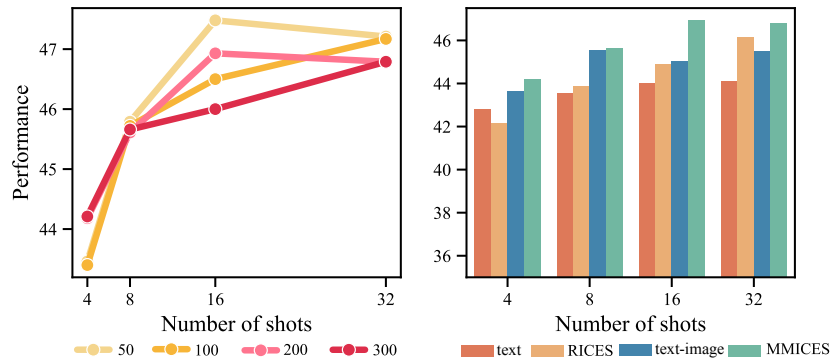 47
46
45
44
Performance
4 8 16 32
Number of shots
50 100 200 300
46
44
42
40
38
36
4 8 16 32
Number of shots
text RICES text-image MMICES